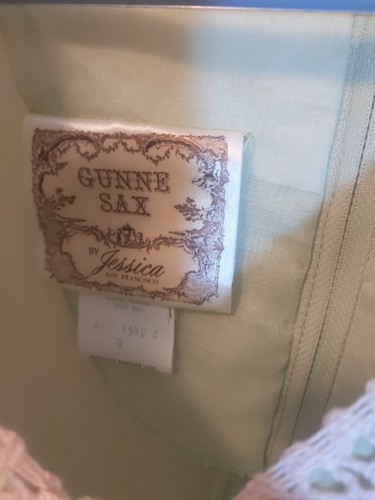 GUNNE
SAX
BY
Jessica
SAN FRANCISCO
9